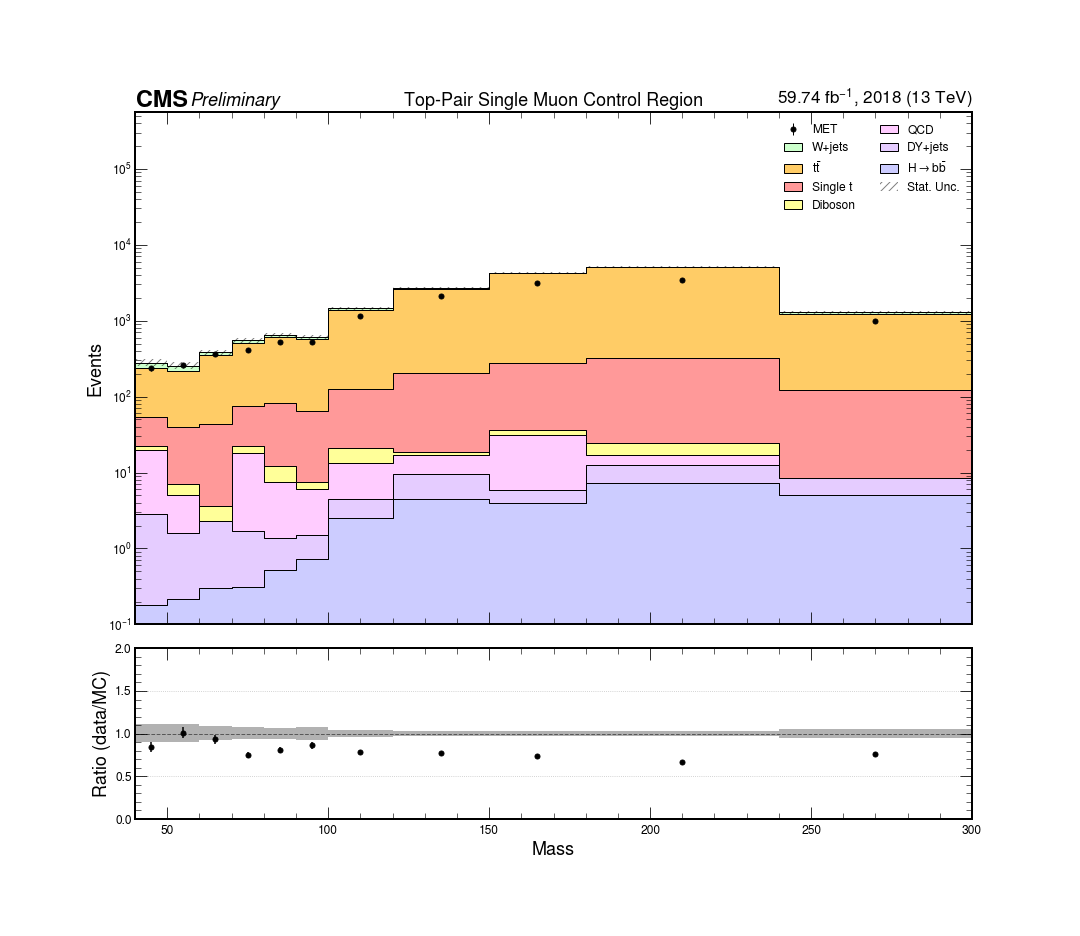 CMS Preliminary Top-Pair Single Muon Control Region 59.74 fb⁻¹, 2018 (13 TeV)
MET
W+jets
tt̄
Single t
Diboson
QCD
DY+jets
H→bb̄
Stat. Unc.
Events
10⁵
10⁴
10³
10²
10¹
10⁰
10⁻¹
Ratio (data/MC)
2.0
1.5
1.0
0.5
0.0
50 100 150 200 250 300
Mass